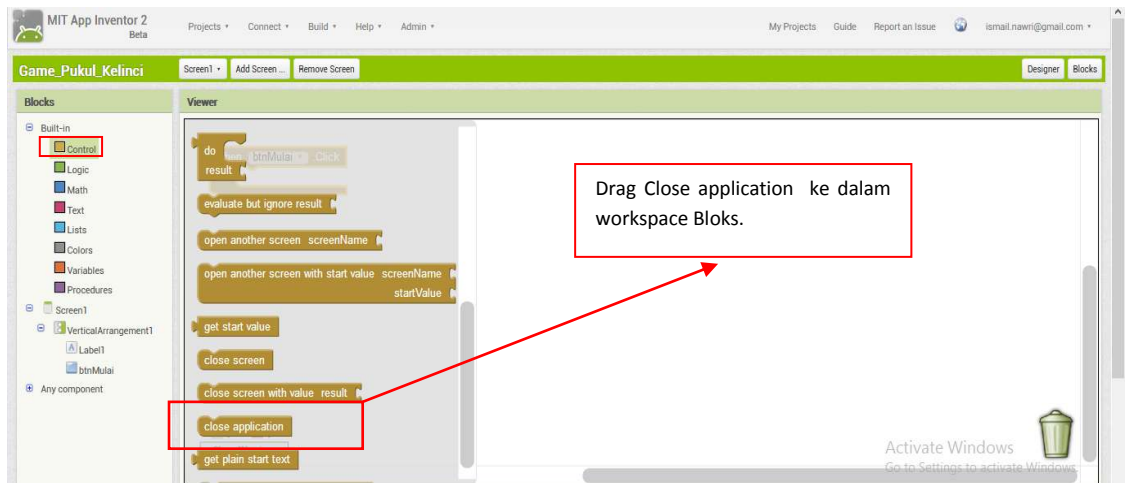 MIT App Inventor 2
Beta
Projects Connect Build Help Admin
My Projects Guide Report an Issue ismail.nawri@gmail.com
Game_Pukul_Kelinci
Screen1 Add Screen ... Remove Screen
Designer Blocks
Blocks
Viewer
Built-in
Control
Logic
Math
Text
Lists
Colors
Variables
Procedures
Screen1
VerticalArrangement1
Label1
btnMulai
Any component
do
result
btnMulai Click
evaluate but ignore result
open another screen screenName
open another screen with start value screenName
startValue
get start value
close screen
close screen with value result
close application
get plain start text
Drag Close application ke dalam
workspace Bloks.
Activate Windows
Go to Settings to activate Windows.